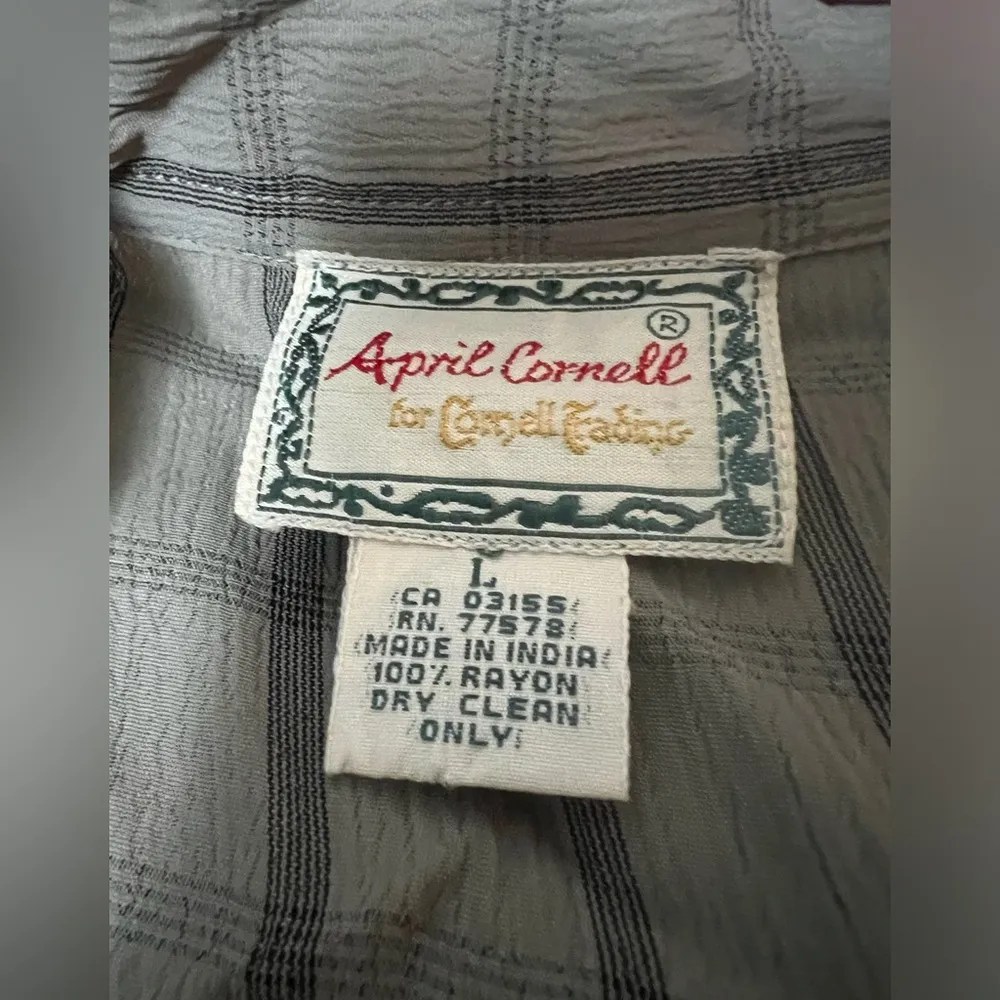 ®
April Cornell
for Cornell Trading
L
CA 03155
RN. 77578
MADE IN INDIA
100% RAYON
DRY CLEAN
ONLY